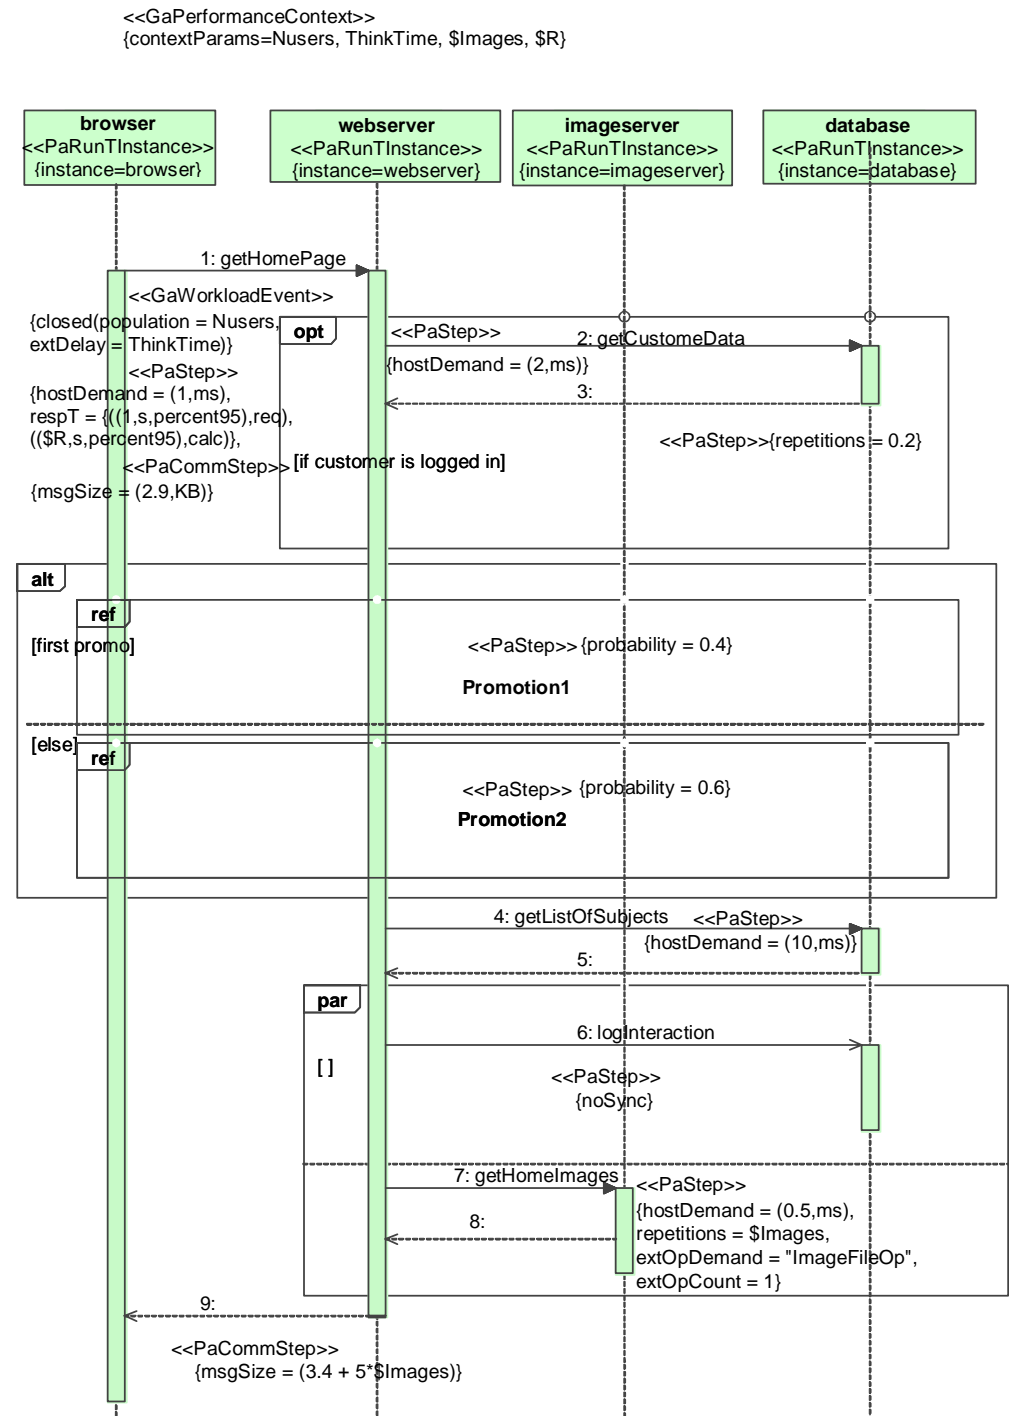 <<GaPerformanceContext>>
{contextParams=Nusers, ThinkTime, $Images, $R}
browser
<<PaRunTInstance>>
{instance=browser}
webserver
<<PaRunTInstance>>
{instance=webserver}
imageserver
<<PaRunTInstance>>
{instance=imageserver}
database
<<PaRunTInstance>>
{instance=database}
1: getHomePage
<<GaWorkloadEvent>>
{closed(population = Nusers,
extDelay = ThinkTime)}
<<PaStep>>
{hostDemand = (1,ms),
respT = {((1,s,percent95),req),
(($R,s,percent95),calc)},
<<PaCommStep>>
{msgSize = (2.9,KB)}
opt
<<PaStep>>
2: getCustomeData
{hostDemand = (2,ms)}
3:
<<PaStep>>{repetitions = 0.2}
[if customer is logged in]
alt
ref
[first promo]
<<PaStep>> {probability = 0.4}
Promotion1
[else]
ref
<<PaStep>> {probability = 0.6}
Promotion2
4: getListOfSubjects
<<PaStep>>
{hostDemand = (10,ms)}
5:
par
6: logInteraction
[ ]
<<PaStep>>
{noSync}
7: getHomeImages
<<PaStep>>
{hostDemand = (0.5,ms),
repetitions = $Images,
extOpDemand = "ImageFileOp",
extOpCount = 1}
8:
9:
<<PaCommStep>>
{msgSize = (3.4 + 5*$Images)}